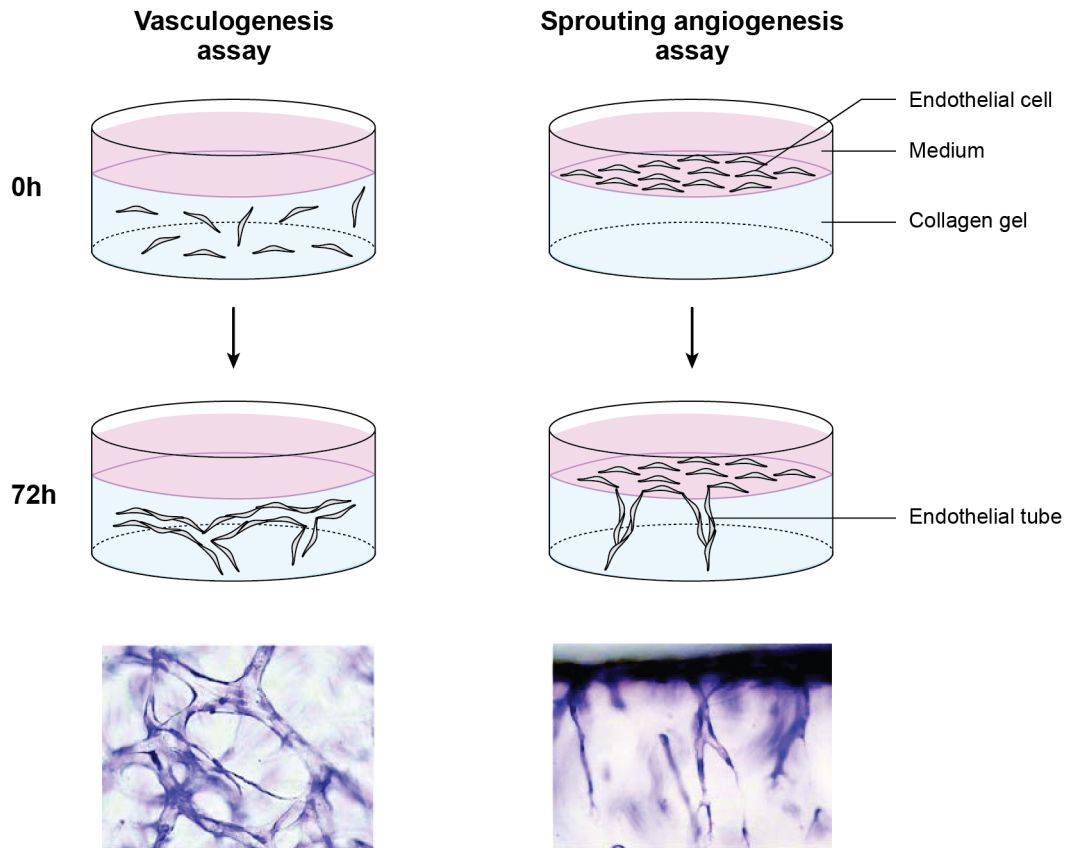 Vasculogenesis
assay
Sprouting angiogenesis
assay
Endothelial cell
Medium
0h
Collagen gel
72h
Endothelial tube